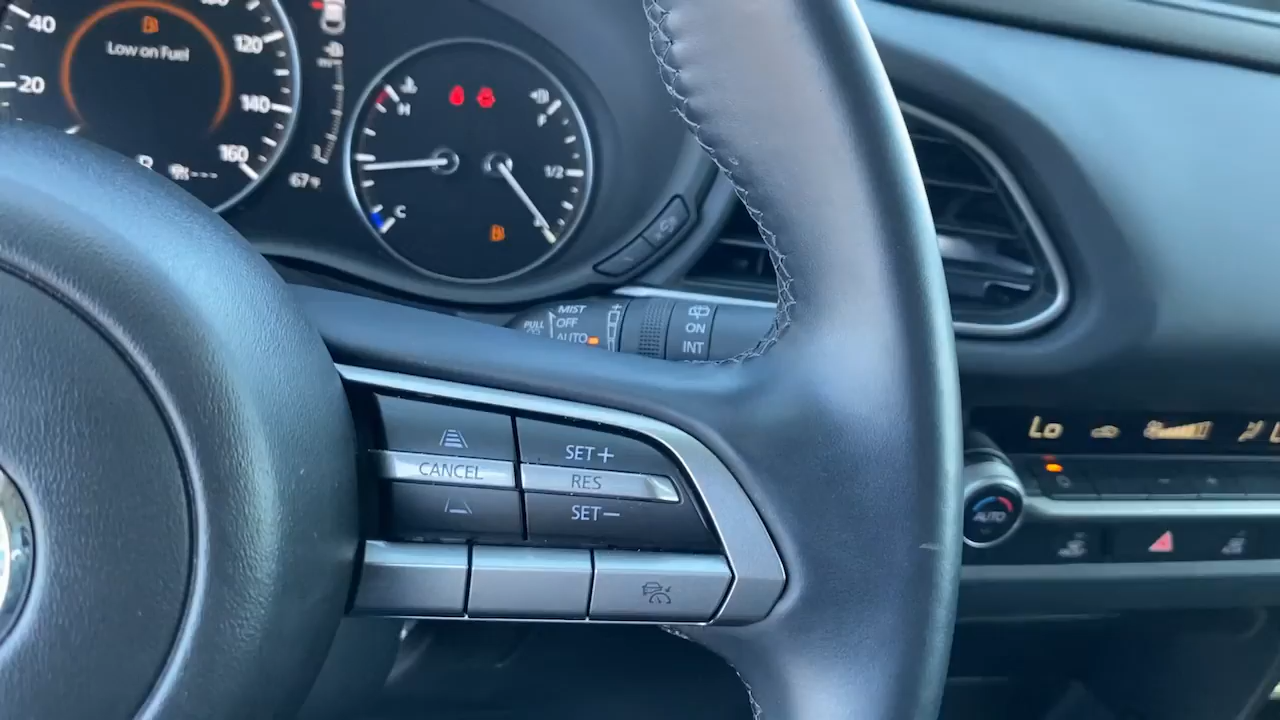 40
20
Low on Fuel
120
140
160
67°F
H
C
F
1/2
MIST
PULL OFF
AUTO
ON
INT
CANCEL
SET+
RES
SET−
Lo
AUTO